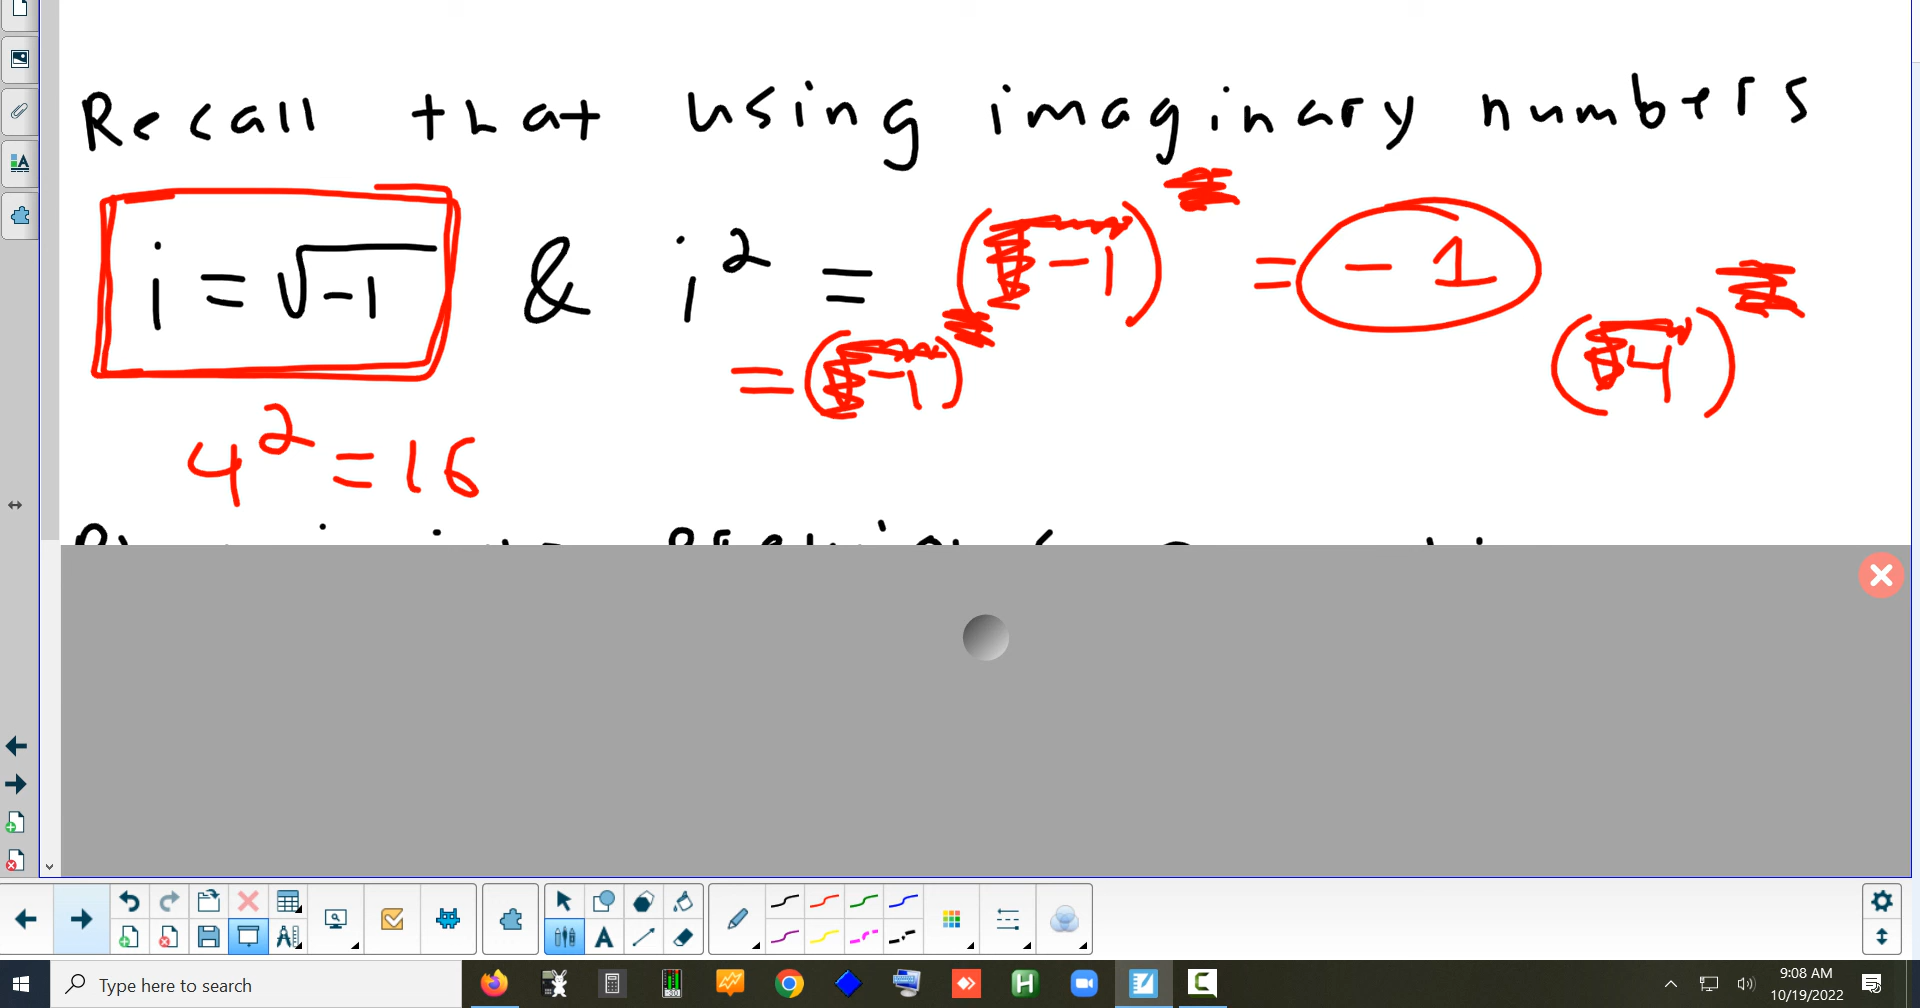 Recall that using imaginary numbers
i = √-1 & i² = (√-1)² = -1
= (√-1)² (√4)²
4² = 16
Type here to search
9:08 AM
10/19/2022